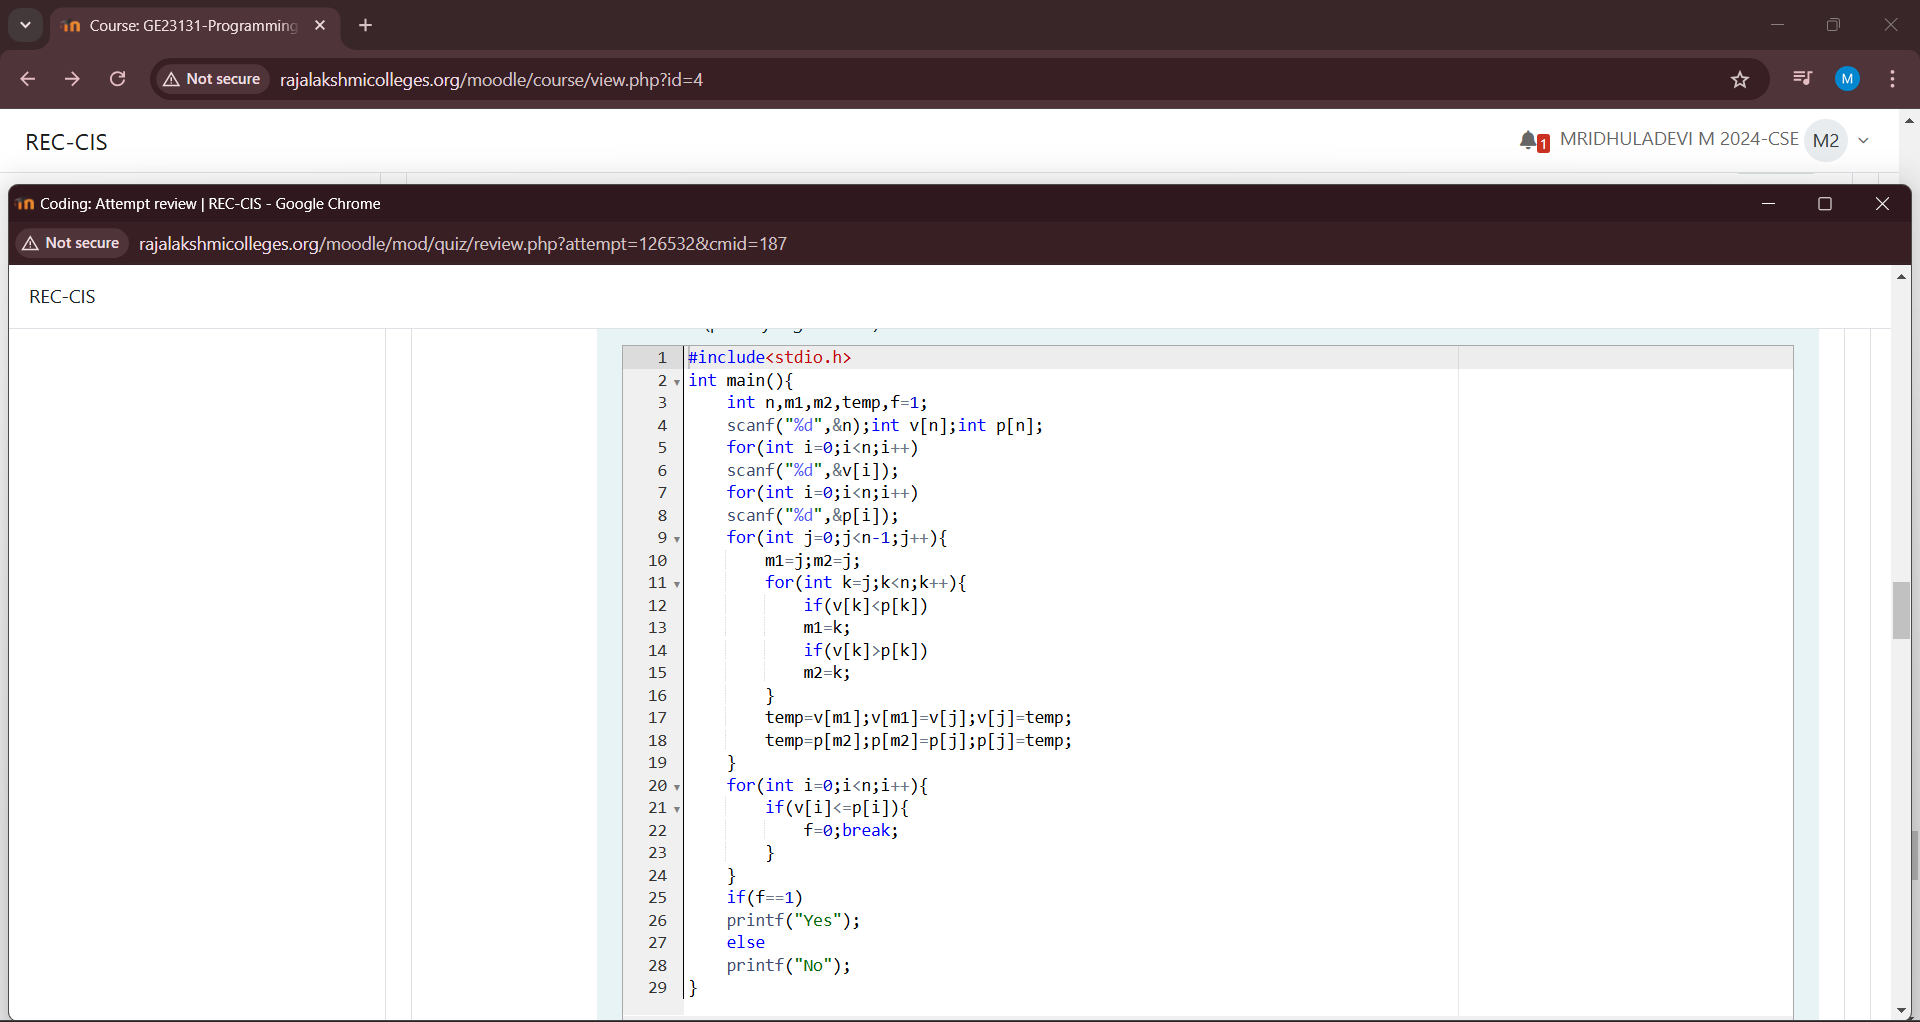 Course: GE23131-Programming
Not secure
rajalakshmicolleges.org/moodle/course/view.php?id=4
M
REC-CIS
1
MRIDHULADEVI M 2024-CSE
M2
Coding: Attempt review | REC-CIS - Google Chrome
Not secure
rajalakshmicolleges.org/moodle/mod/quiz/review.php?attempt=126532&cmid=187
REC-CIS
1 #include<stdio.h>
2 int main(){
3 int n,m1,m2,temp,f=1;
4 scanf("%d",&n);int v[n];int p[n];
5 for(int i=0;i<n;i++)
6 scanf("%d",&v[i]);
7 for(int i=0;i<n;i++)
8 scanf("%d",&p[i]);
9 for(int j=0;j<n-1;j++){
10 m1=j;m2=j;
11 for(int k=j;k<n;k++){
12 if(v[k]<p[k])
13 m1=k;
14 if(v[k]>p[k])
15 m2=k;
16 }
17 temp=v[m1];v[m1]=v[j];v[j]=temp;
18 temp=p[m2];p[m2]=p[j];p[j]=temp;
19 }
20 for(int i=0;i<n;i++){
21 if(v[i]<=p[i]){
22 f=0;break;
23 }
24 }
25 if(f==1)
26 printf("Yes");
27 else
28 printf("No");
29 }